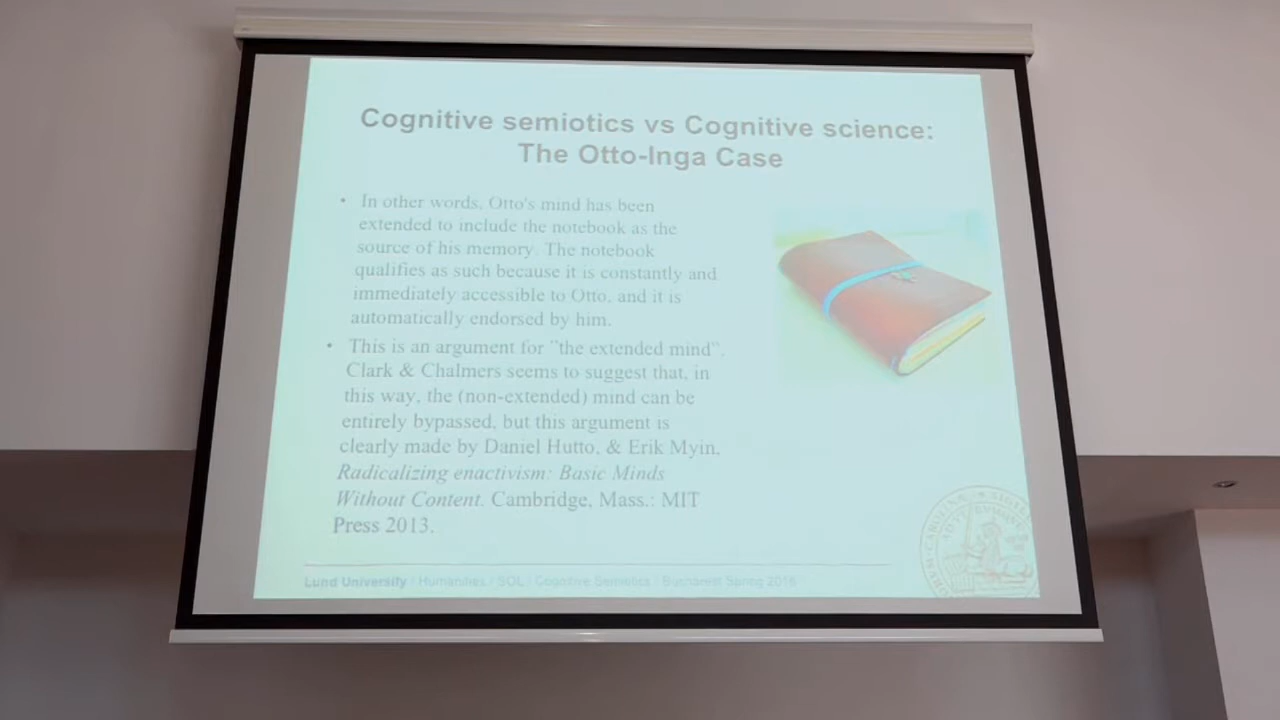 Cognitive semiotics vs Cognitive science:
The Otto-Inga Case
• In other words, Otto's mind has been
extended to include the notebook as the
source of his memory. The notebook
qualifies as such because it is constantly and
immediately accessible to Otto, and it is
automatically endorsed by him.
• This is an argument for "the extended mind".
Clark & Chalmers seems to suggest that, in
this way, the (non-extended) mind can be
entirely bypassed, but this argument is
clearly made by Daniel Hutto, & Erik Myin,
Radicalizing enactivism: Basic Minds
Without Content. Cambridge, Mass.: MIT
Press 2013.
Lund University / Humanities / SOL / Cognitive Semiotics / Bucharest Spring 2016